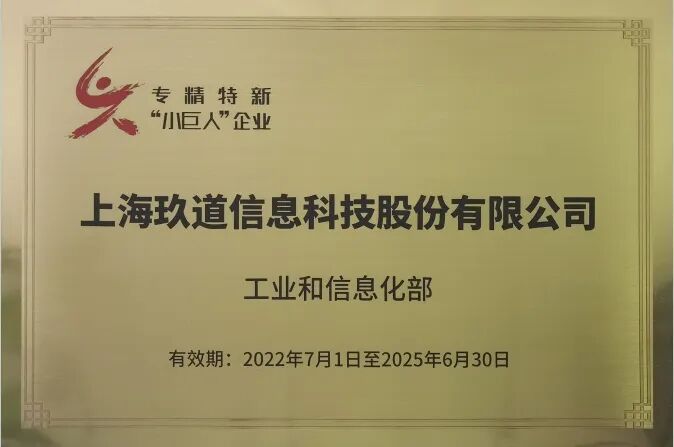 专精特新
“小巨人”企业
上海玖道信息科技股份有限公司
工业和信息化部
有效期：2022年7月1日至2025年6月30日